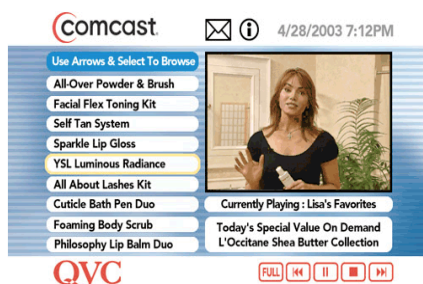 Comcast.
4/28/2003 7:12PM
Use Arrows & Select To Browse
All-Over Powder & Brush
Facial Flex Toning Kit
Self Tan System
Sparkle Lip Gloss
YSL Luminous Radiance
All About Lashes Kit
Cuticle Bath Pen Duo
Foaming Body Scrub
Philosophy Lip Balm Duo
Currently Playing : Lisa's Favorites
Today's Special Value On Demand
L'Occitane Shea Butter Collection
QVC
FULL